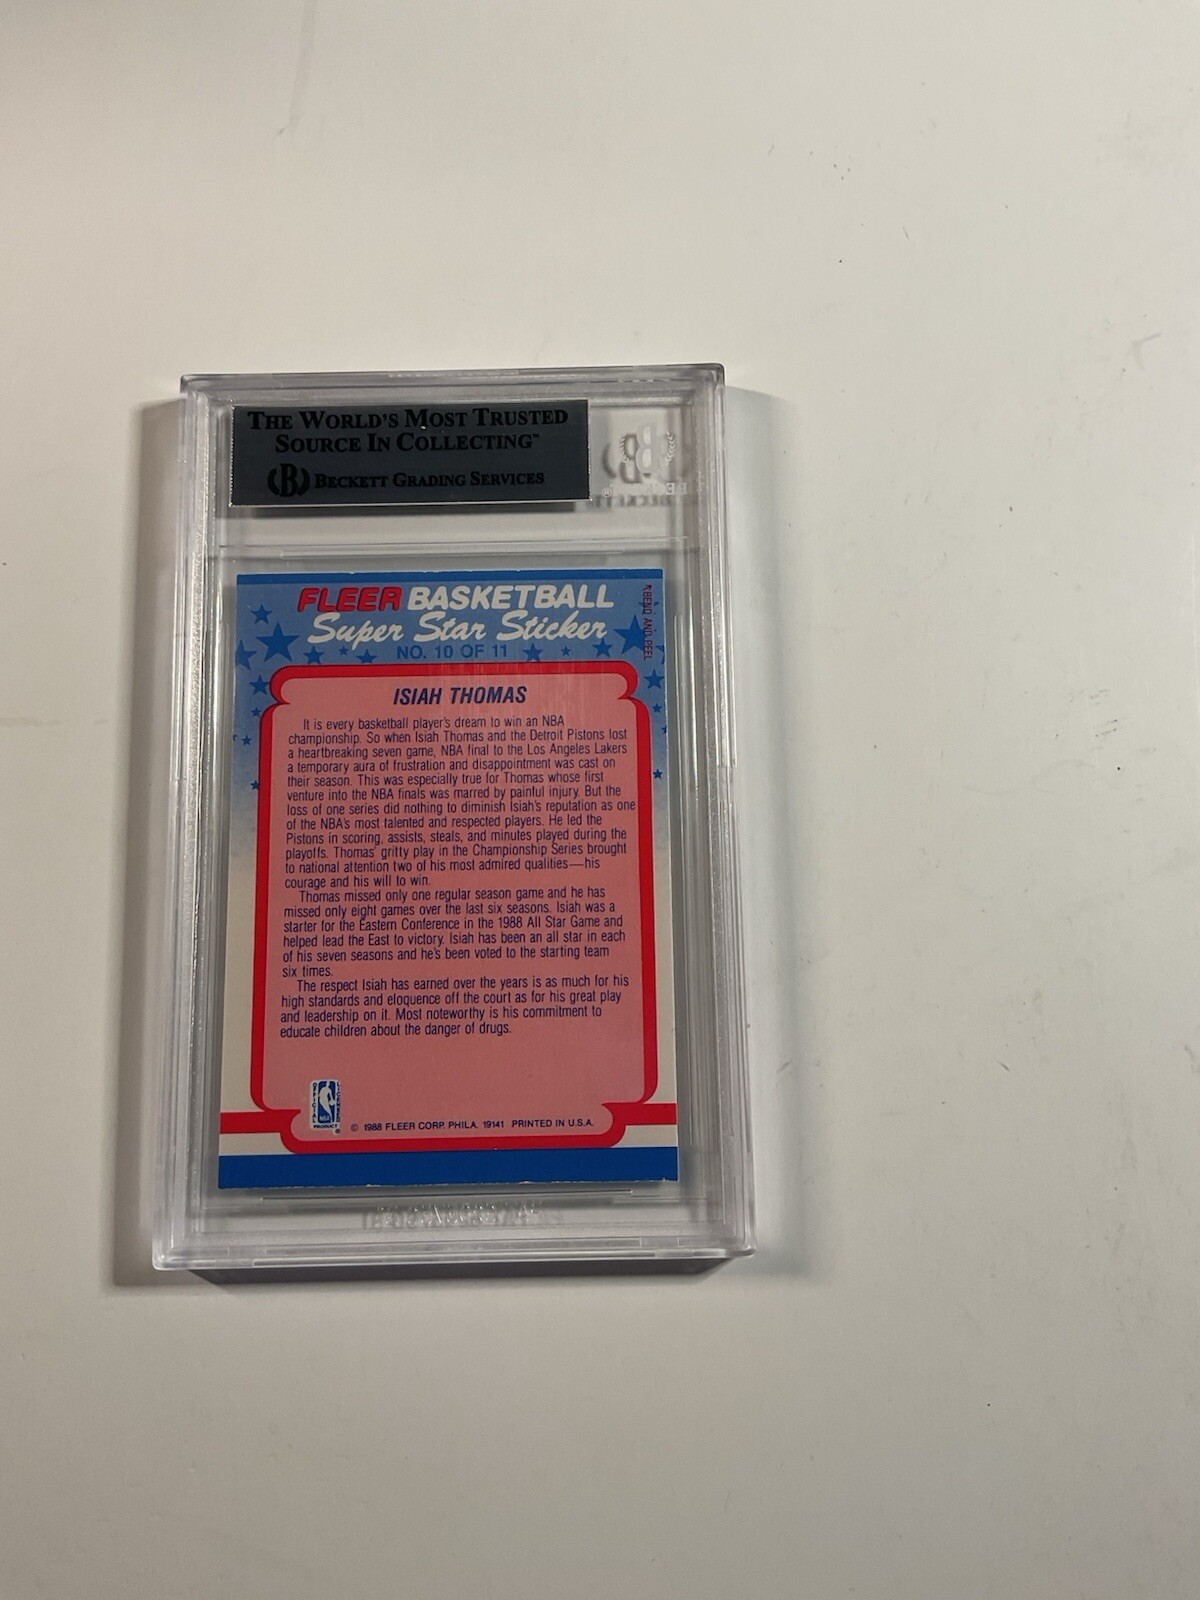 THE WORLD'S MOST TRUSTED
SOURCE IN COLLECTING™
(B) BECKETT GRADING SERVICES
FLEER BASKETBALL
Super Star Sticker
NO. 10 OF 11
BEND AND PEEL
ISIAH THOMAS
It is every basketball player's dream to win an NBA
championship. So when Isiah Thomas and the Detroit Pistons lost
a heartbreaking seven game, NBA final to the Los Angeles Lakers
a temporary aura of frustration and disappointment was cast on
their season. This was especially true for Thomas whose first
venture into the NBA finals was marred by painful injury. But the
loss of one series did nothing to diminish Isiah's reputation as one
of the NBA's most talented and respected players. He led the
Pistons in scoring, assists, steals, and minutes played during the
playoffs. Thomas' gritty play in the Championship Series brought
to national attention two of his most admired qualities—his
courage and his will to win.
Thomas missed only one regular season game and he has
missed only eight games over the last six seasons. Isiah was a
starter for the Eastern Conference in the 1988 All Star Game and
helped lead the East to victory. Isiah has been an all star in each
of his seven seasons and he's been voted to the starting team
six times.
The respect Isiah has earned over the years is as much for his
high standards and eloquence off the court as for his great play
and leadership on it. Most noteworthy is his commitment to
educate children about the danger of drugs.
OFFICIAL LICENSED
NBA
PRODUCT ®
© 1988 FLEER CORP. PHILA. 19141 PRINTED IN U.S.A.